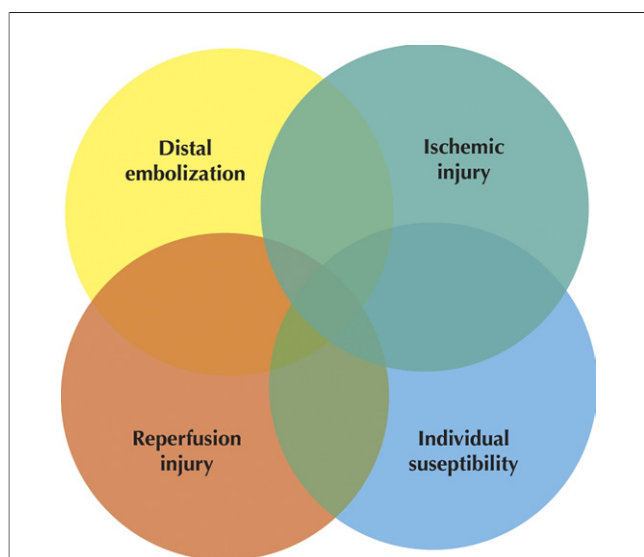 Distal
embolization
Ischemic
injury
Reperfusion
injury
Individual
suseptibility